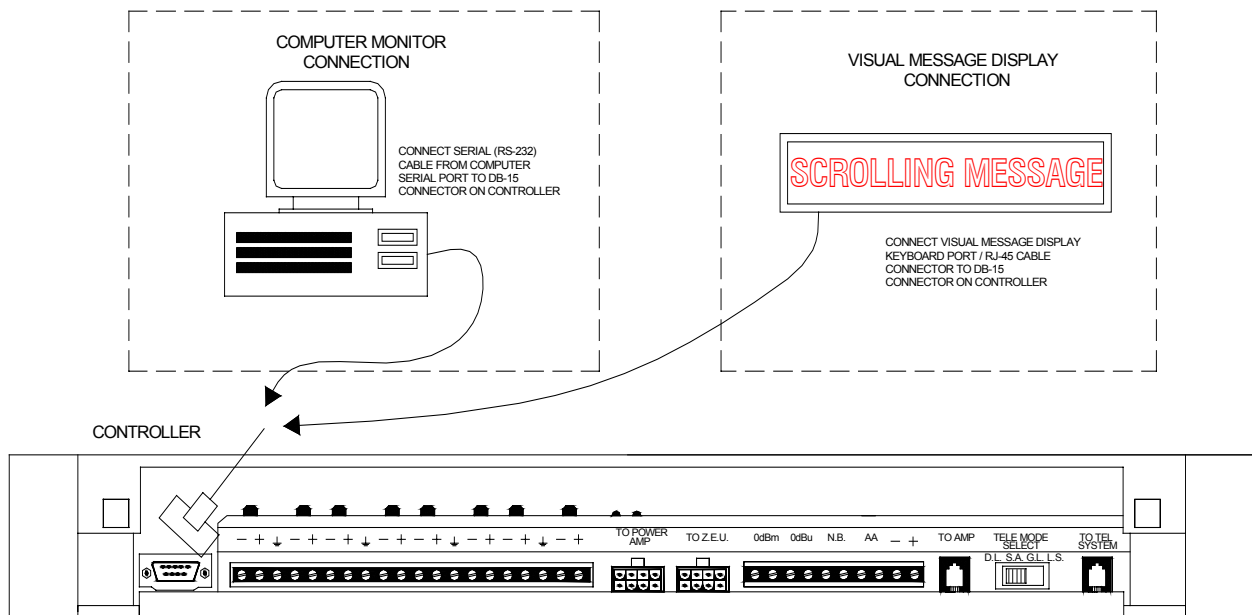 COMPUTER MONITOR
CONNECTION
CONNECT SERIAL (RS-232)
CABLE FROM COMPUTER
SERIAL PORT TO DB-15
CONNECTOR ON CONTROLLER
VISUAL MESSAGE DISPLAY
CONNECTION
SCROLLING MESSAGE
CONNECT VISUAL MESSAGE DISPLAY
KEYBOARD PORT / RJ-45 CABLE
CONNECTOR TO DB-15
CONNECTOR ON CONTROLLER
CONTROLLER
− + ⏚ − + − + ⏚ − + − + ⏚ − + − + ⏚ − +
TO POWER
AMP
TO Z.E.U.
0dBm 0dBu N.B. AA − +
TO AMP
TELE MODE
SELECT
D.L. S.A. G.L. L.S.
TO TEL
SYSTEM